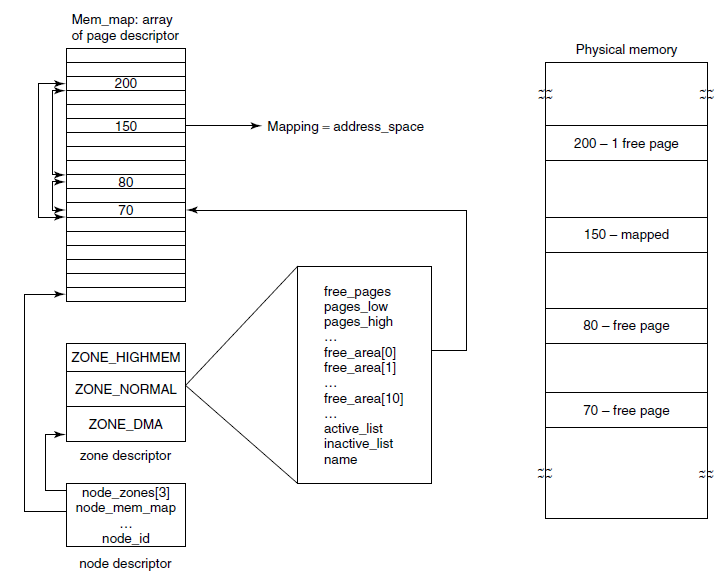 Mem_map: array
of page descriptor
200
150
80
70
Mapping = address_space
Physical memory
200 – 1 free page
150 – mapped
80 – free page
70 – free page
free_pages
pages_low
pages_high
...
free_area[0]
free_area[1]
...
free_area[10]
...
active_list
inactive_list
name
ZONE_HIGHMEM
ZONE_NORMAL
ZONE_DMA
zone descriptor
node_zones[3]
node_mem_map
...
node_id
node descriptor